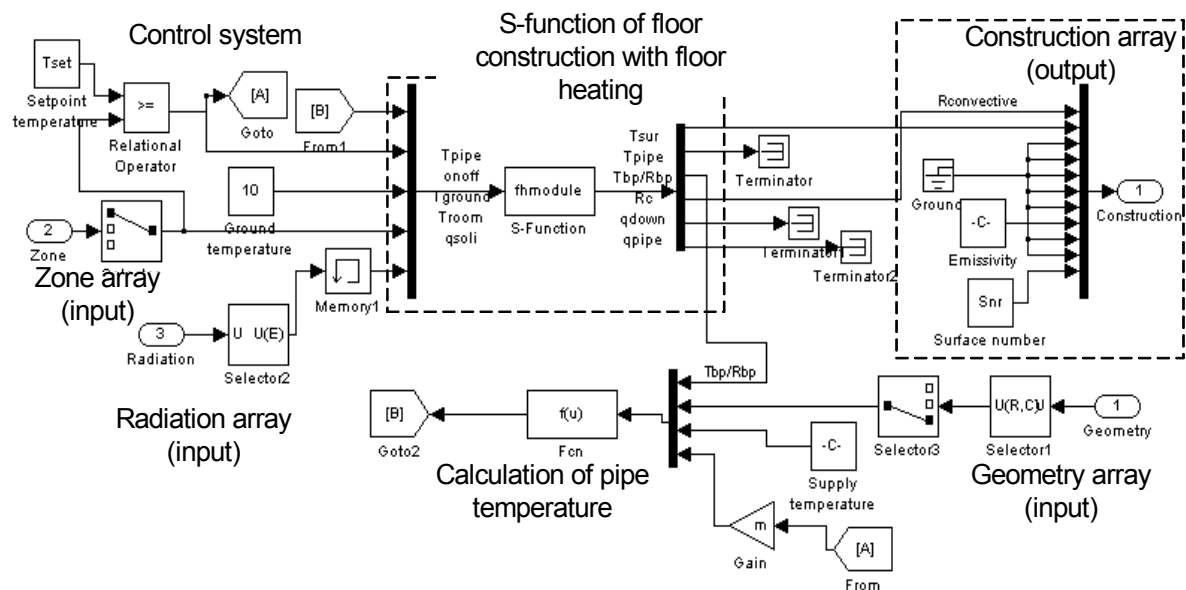 Control system
S-function of floor
construction with floor
heating
Construction array
(output)
Tset
Setpoint
temperature
>=
Relational
Operator
[A]
Goto
[B]
From1
10
Ground
temperature
2
Zone
Zone array
(input)
3
Radiation
U U(E)
Selector2
Memory1
Radiation array
(input)
Tpipe
onoff
Tground
Troom
qsoli
fhmodule
S-Function
Tsur
Tpipe
Tbp/Rbp
Rc
qdown
qpipe
Terminator
Terminator1
Terminator2
Rconvective
Ground
-C-
Emissivity
Snr
Surface number
1
Construction
Tbp/Rbp
[B]
Goto2
f(u)
Fcn
Calculation of pipe
temperature
-C-
Supply
temperature
m
Gain
[A]
From
Selector3
U(R,C)U
Selector1
1
Geometry
Geometry array
(input)